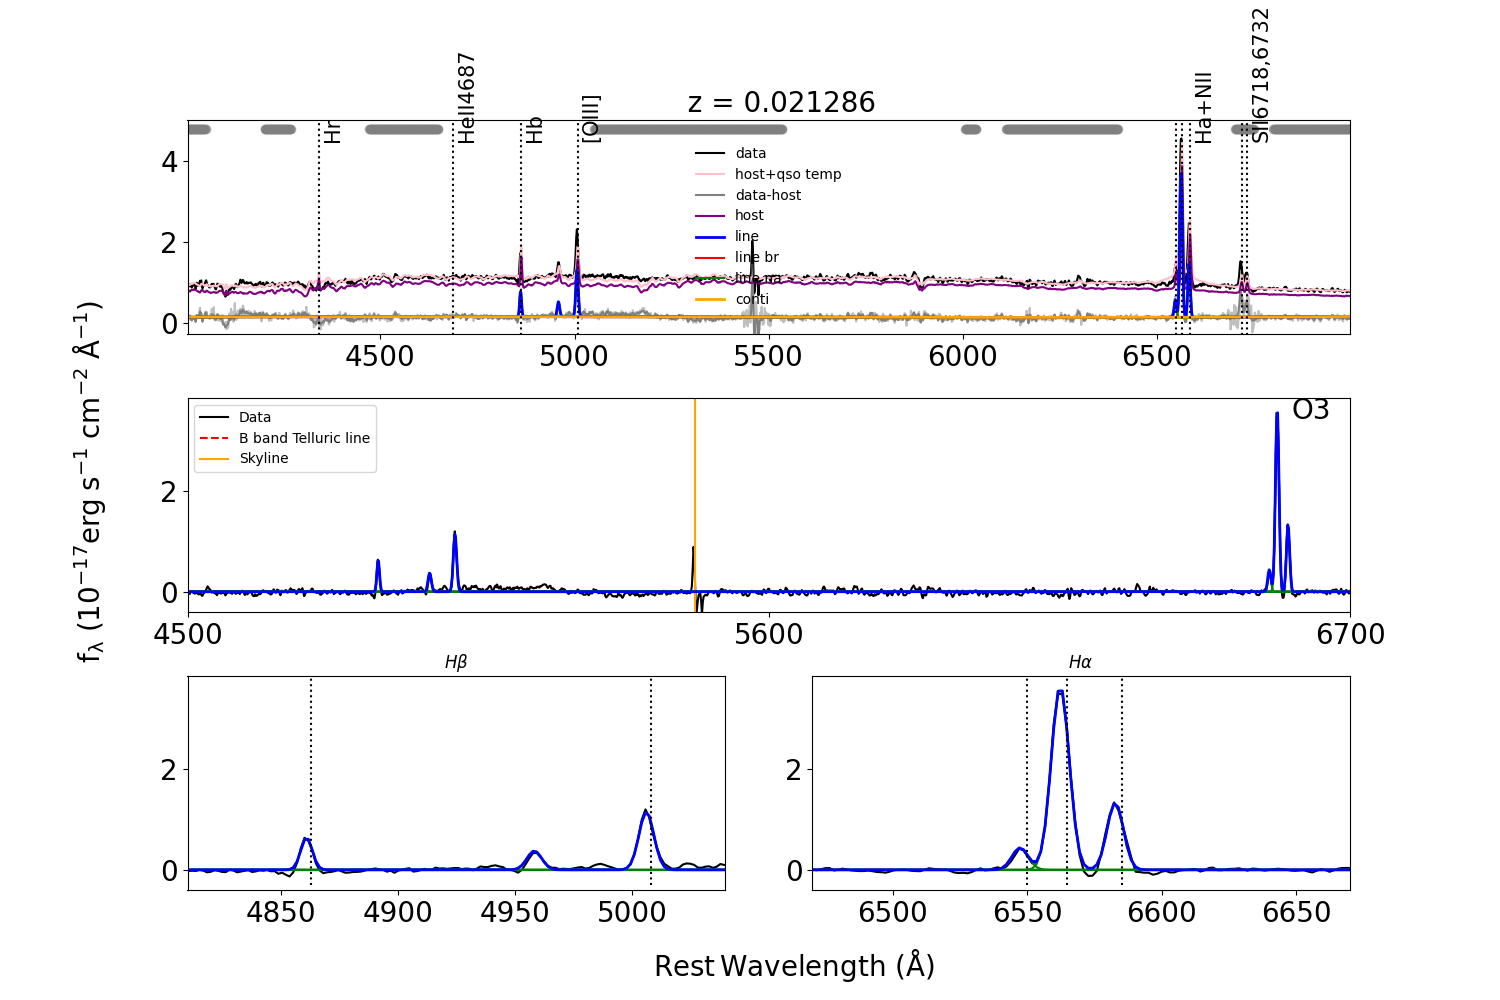 z = 0.021286
Hr
HeII4687
Hb
[OIII]
Ha+NII
SII6718,6732
data
host+qso temp
data-host
host
line
line br
line na
conti
4
2
0
4500 5000 5500 6000 6500
Data
B band Telluric line
Skyline
O3
2
0
4500 5600 6700
fλ (10⁻¹⁷erg s⁻¹ cm⁻² Å⁻¹)
Hβ
2
0
4850 4900 4950 5000
Hα
2
0
6500 6550 6600 6650
Rest Wavelength (Å)